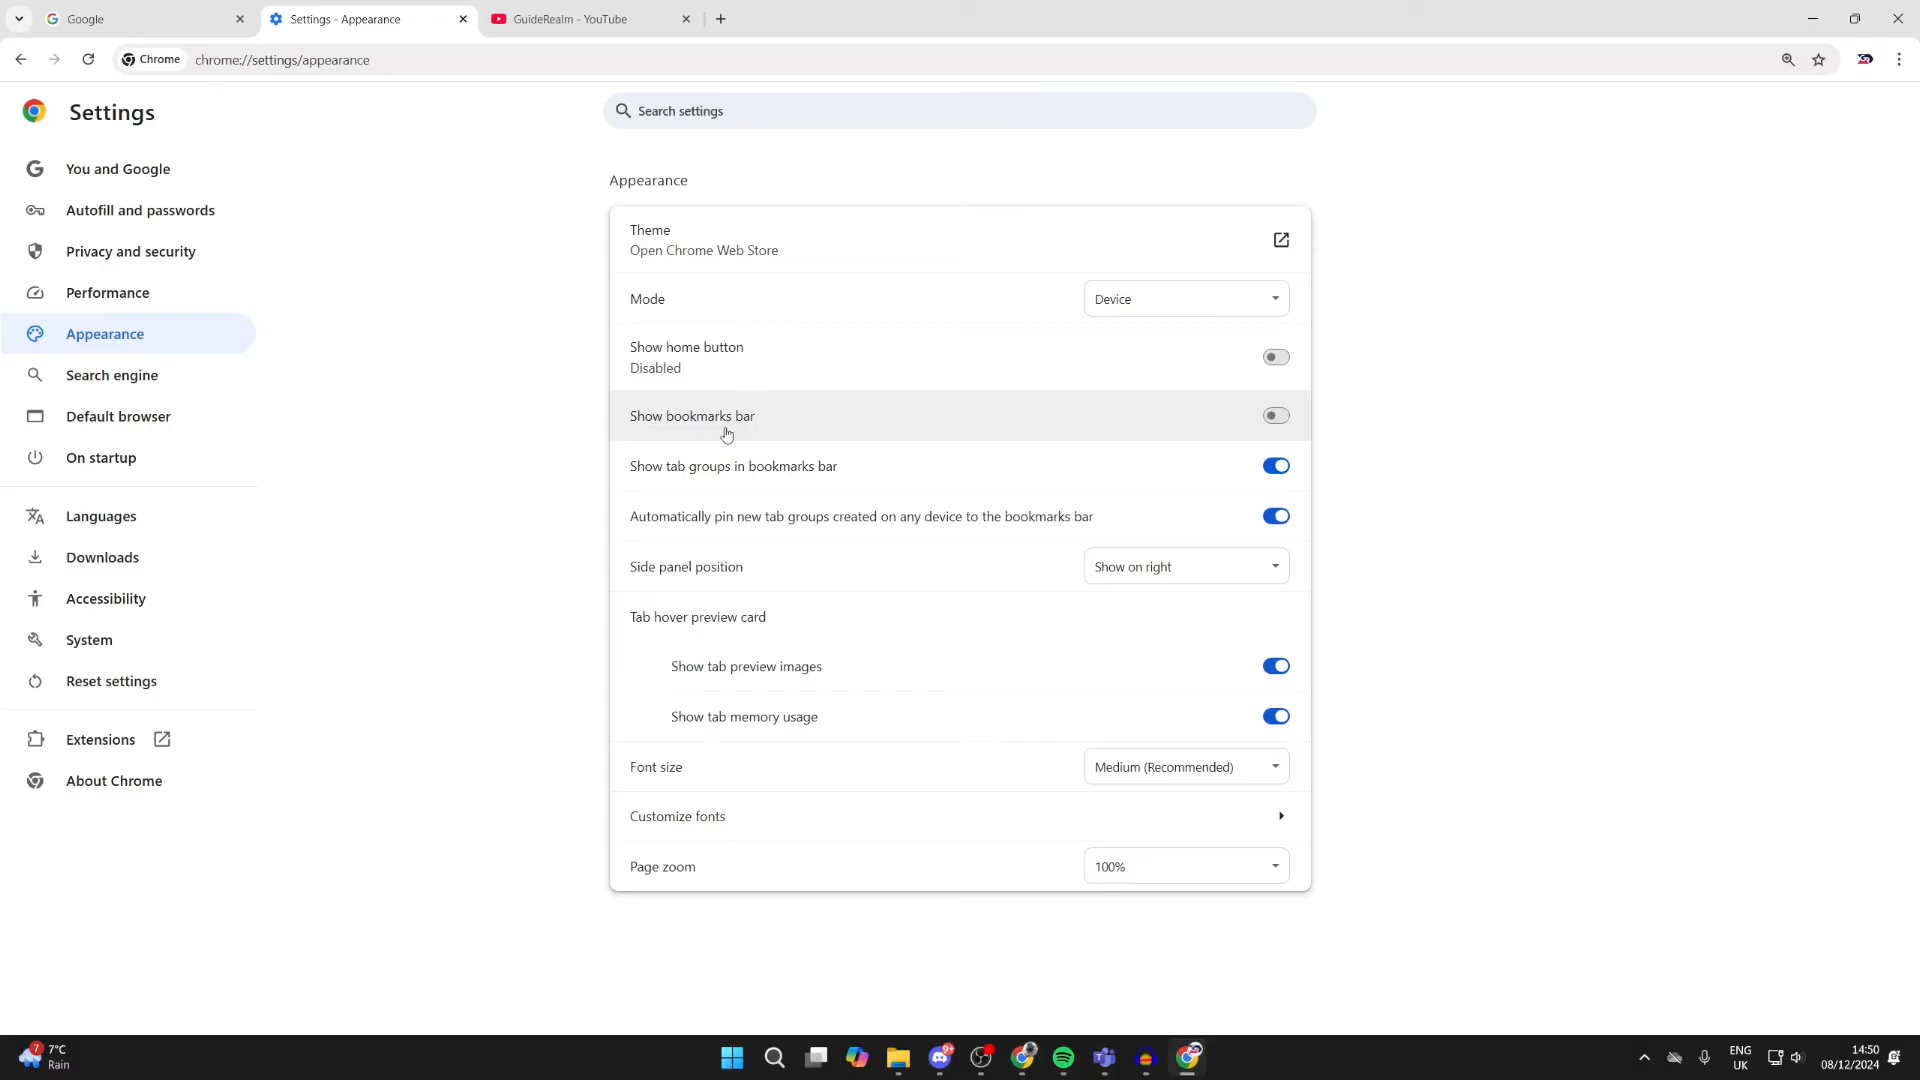 Google
Settings - Appearance
GuideRealm - YouTube
Chrome
chrome://settings/appearance
Settings
Search settings
You and Google
Autofill and passwords
Privacy and security
Performance
Appearance
Search engine
Default browser
On startup
Languages
Downloads
Accessibility
System
Reset settings
Extensions
About Chrome
Appearance
Theme
Open Chrome Web Store
Mode
Device
Show home button
Disabled
Show bookmarks bar
Show tab groups in bookmarks bar
Automatically pin new tab groups created on any device to the bookmarks bar
Side panel position
Show on right
Tab hover preview card
Show tab preview images
Show tab memory usage
Font size
Medium (Recommended)
Customize fonts
Page zoom
100%
7
7°C
Rain
9+
ENG
UK
14:50
08/12/2024